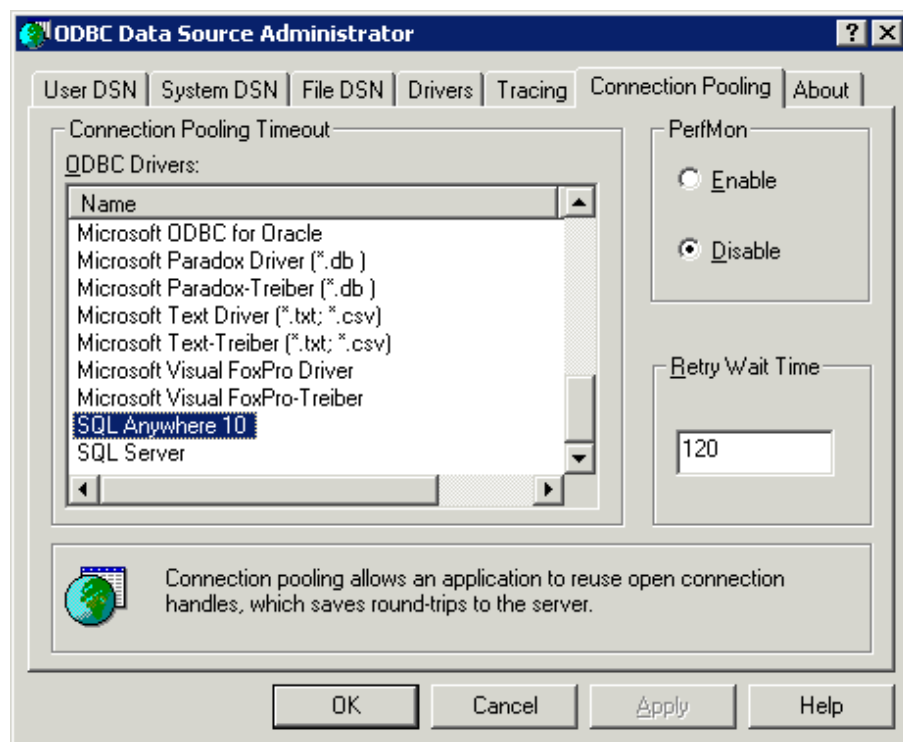 ODBC Data Source Administrator
User DSN System DSN File DSN Drivers Tracing Connection Pooling About
Connection Pooling Timeout
ODBC Drivers:
Name
Microsoft ODBC for Oracle
Microsoft Paradox Driver (*.db )
Microsoft Paradox-Treiber (*.db )
Microsoft Text Driver (*.txt; *.csv)
Microsoft Text-Treiber (*.txt; *.csv)
Microsoft Visual FoxPro Driver
Microsoft Visual FoxPro-Treiber
SQL Anywhere 10
SQL Server
PerfMon
Enable
Disable
Retry Wait Time
120
Connection pooling allows an application to reuse open connection
handles, which saves round-trips to the server.
OK Cancel Apply Help